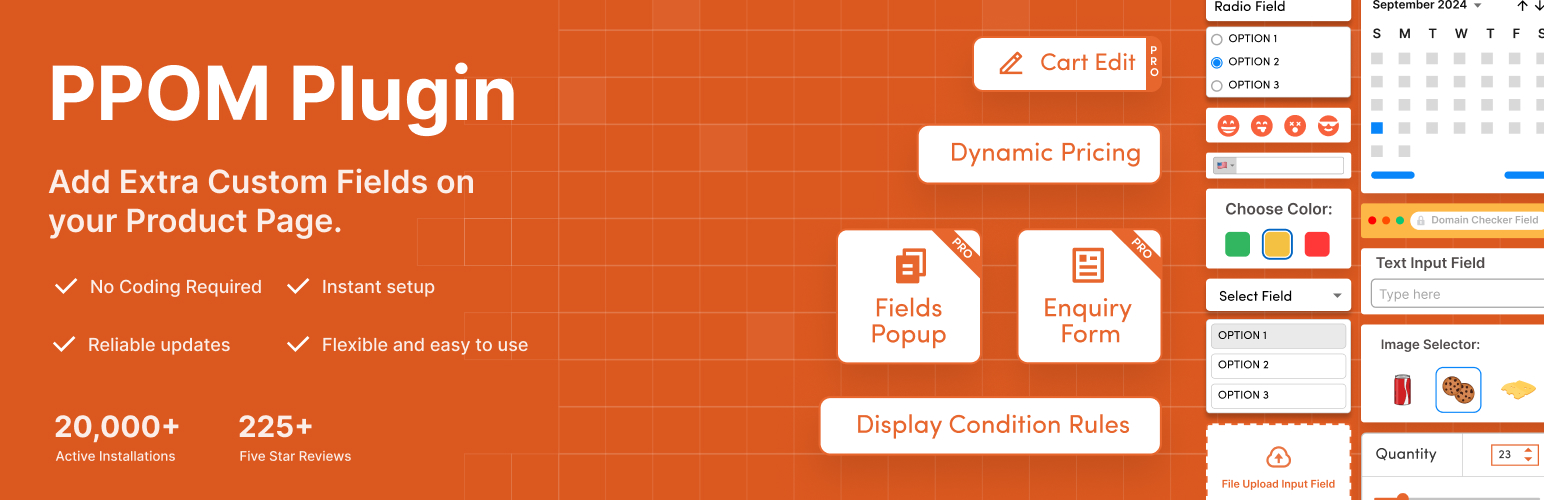 PPOM Plugin
Add Extra Custom Fields on
your Product Page.
No Coding Required
Instant setup
Reliable updates
Flexible and easy to use
20,000+
Active Installations
225+
Five Star Reviews
Cart Edit
PRO
Dynamic Pricing
PRO
Fields
Popup
PRO
Enquiry
Form
Display Condition Rules
Radio Field
OPTION 1
OPTION 2
OPTION 3
Choose Color:
Select Field
OPTION 1
OPTION 2
OPTION 3
File Upload Input Field
September 2024
S M T W T F S
Domain Checker Field
Text Input Field
Type here
Image Selector:
Quantity
23